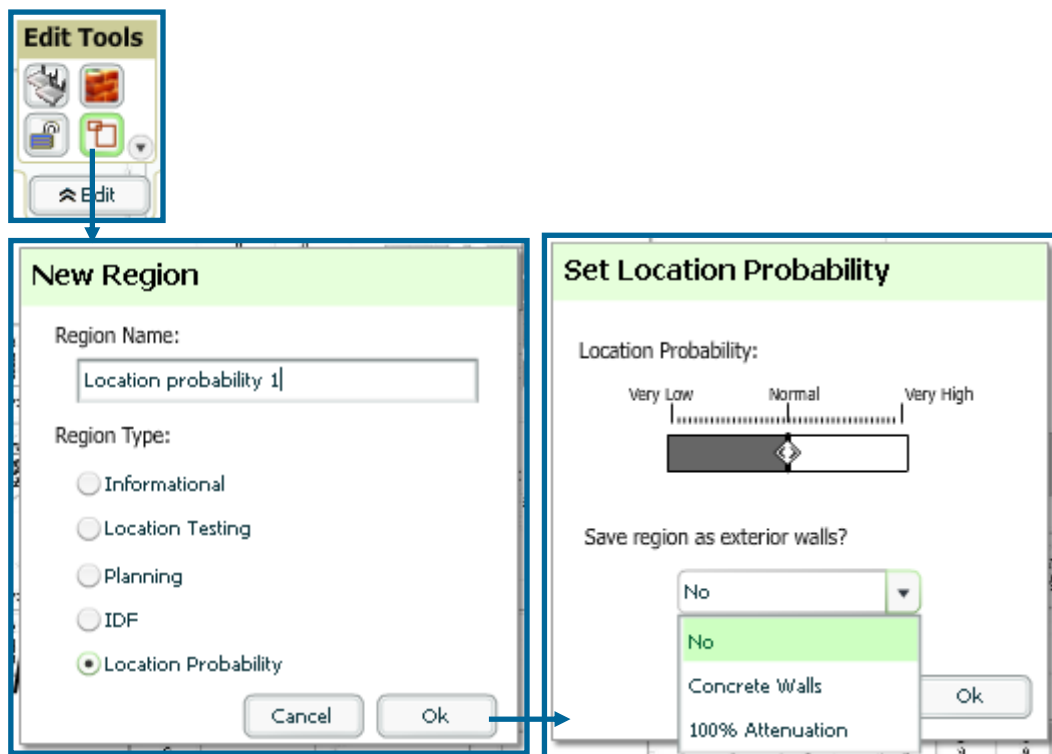 Edit Tools
Edit
New Region
Region Name:
Location probability 1
Region Type:
Informational
Location Testing
Planning
IDF
Location Probability
Cancel Ok
Set Location Probability
Location Probability:
Very Low Normal Very High
Save region as exterior walls?
No
No
Concrete Walls
100% Attenuation
Ok